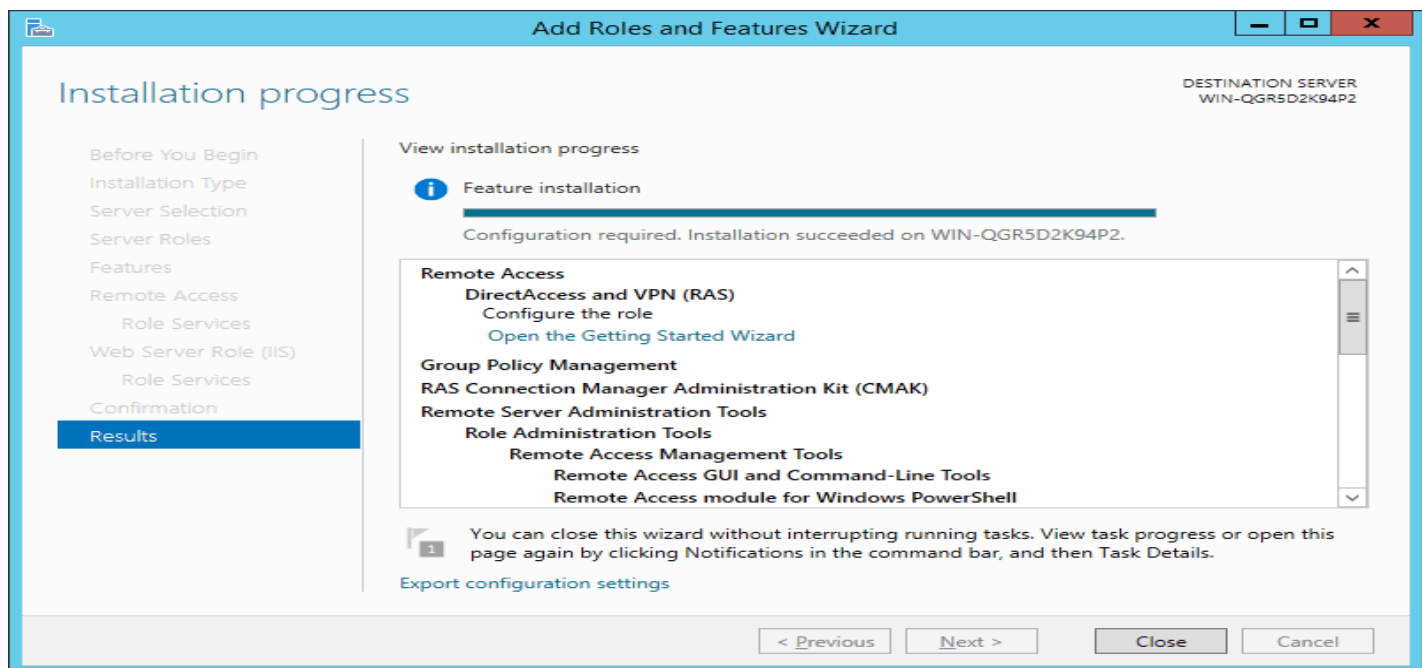 Add Roles and Features Wizard
Installation progress
DESTINATION SERVER
WIN-QGR5D2K94P2
Before You Begin
Installation Type
Server Selection
Server Roles
Features
Remote Access
Role Services
Web Server Role (IIS)
Role Services
Confirmation
Results
View installation progress
Feature installation
Configuration required. Installation succeeded on WIN-QGR5D2K94P2.
Remote Access
DirectAccess and VPN (RAS)
Configure the role
Open the Getting Started Wizard
Group Policy Management
RAS Connection Manager Administration Kit (CMAK)
Remote Server Administration Tools
Role Administration Tools
Remote Access Management Tools
Remote Access GUI and Command-Line Tools
Remote Access module for Windows PowerShell
1
You can close this wizard without interrupting running tasks. View task progress or open this
page again by clicking Notifications in the command bar, and then Task Details.
Export configuration settings
< Previous
Next >
Close
Cancel